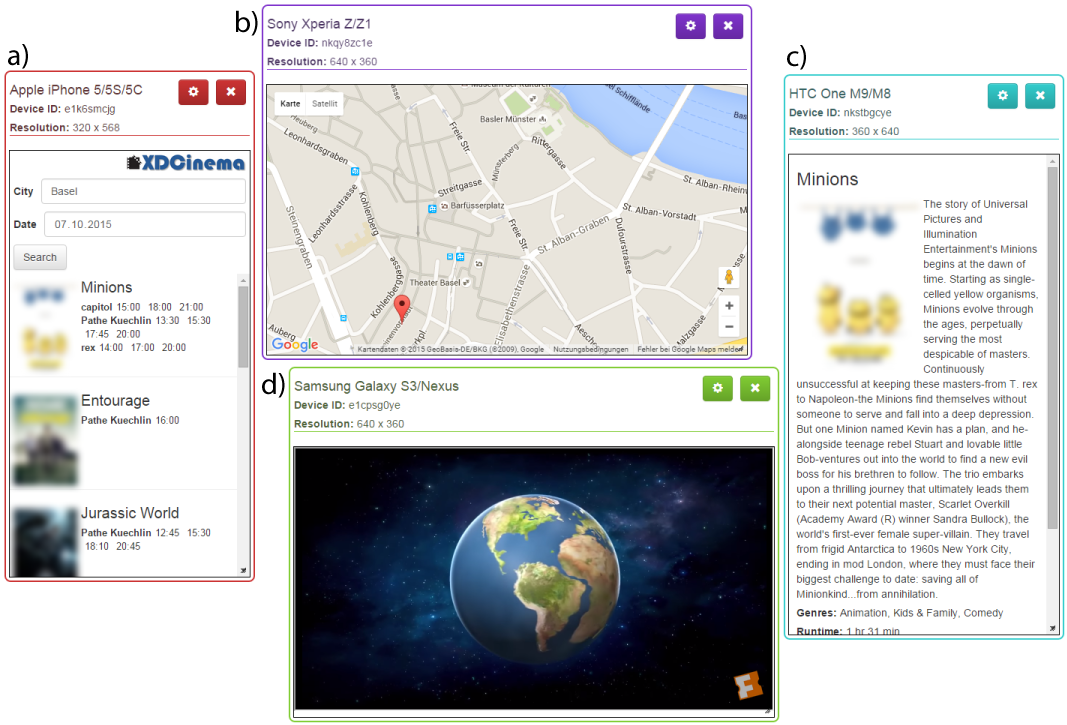 a)
Apple iPhone 5/5S/5C
Device ID: e1k6smcjg
Resolution: 320 x 568
XDCinema
City Basel
Date 07.10.2015
Search
Minions
capitol 15:00 18:00 21:00
Pathe Kuechlin 13:30 15:30
17:45 20:00
rex 14:00 17:00 20:00
Entourage
Pathe Kuechlin 16:00
Jurassic World
Pathe Kuechlin 12:45 15:30
18:10 20:45
b)
Sony Xperia Z/Z1
Device ID: nkqy8zc1e
Resolution: 640 x 360
Karte Satellit
Basler Münster
Leonhardsgraben
Freie Str.
Rittergasse
Münsterberg
Streitgasse
Barfüsserplatz
Leonhardsstrasse
Kohlenberg
Steinengraben
St. Alban-Rhein
St. Alban-Vorstadt
Freie Str.
St. Alban-Graben
Dufourstrasse
Theater Basel
Elisabethenstrasse
Auberg
Google
Kartendaten © 2015 GeoBasis-DE/BKG (©2009), Google
Nutzungsbedingungen
Fehler bei Google Maps melden
c)
HTC One M9/M8
Device ID: nkstbgcye
Resolution: 360 x 640
Minions
The story of Universal
Pictures and
Illumination
Entertainment's Minions
begins at the dawn of
time. Starting as single-
celled yellow organisms,
Minions evolve through
the ages, perpetually
serving the most
despicable of masters.
Continuously
unsuccessful at keeping these masters-from T. rex
to Napoleon-the Minions find themselves without
someone to serve and fall into a deep depression.
But one Minion named Kevin has a plan, and he-
alongside teenage rebel Stuart and lovable little
Bob-ventures out into the world to find a new evil
boss for his brethren to follow. The trio embarks
upon a thrilling journey that ultimately leads them
to their next potential master, Scarlet Overkill
(Academy Award (R) winner Sandra Bullock), the
world's first-ever female super-villain. They travel
from frigid Antarctica to 1960s New York City,
ending in mod London, where they must face their
biggest challenge to date: saving all of
Minionkind...from annihilation.
Genres: Animation, Kids & Family, Comedy
Runtime: 1 hr 31 min
d)
Samsung Galaxy S3/Nexus
Device ID: e1cpsg0ye
Resolution: 640 x 360